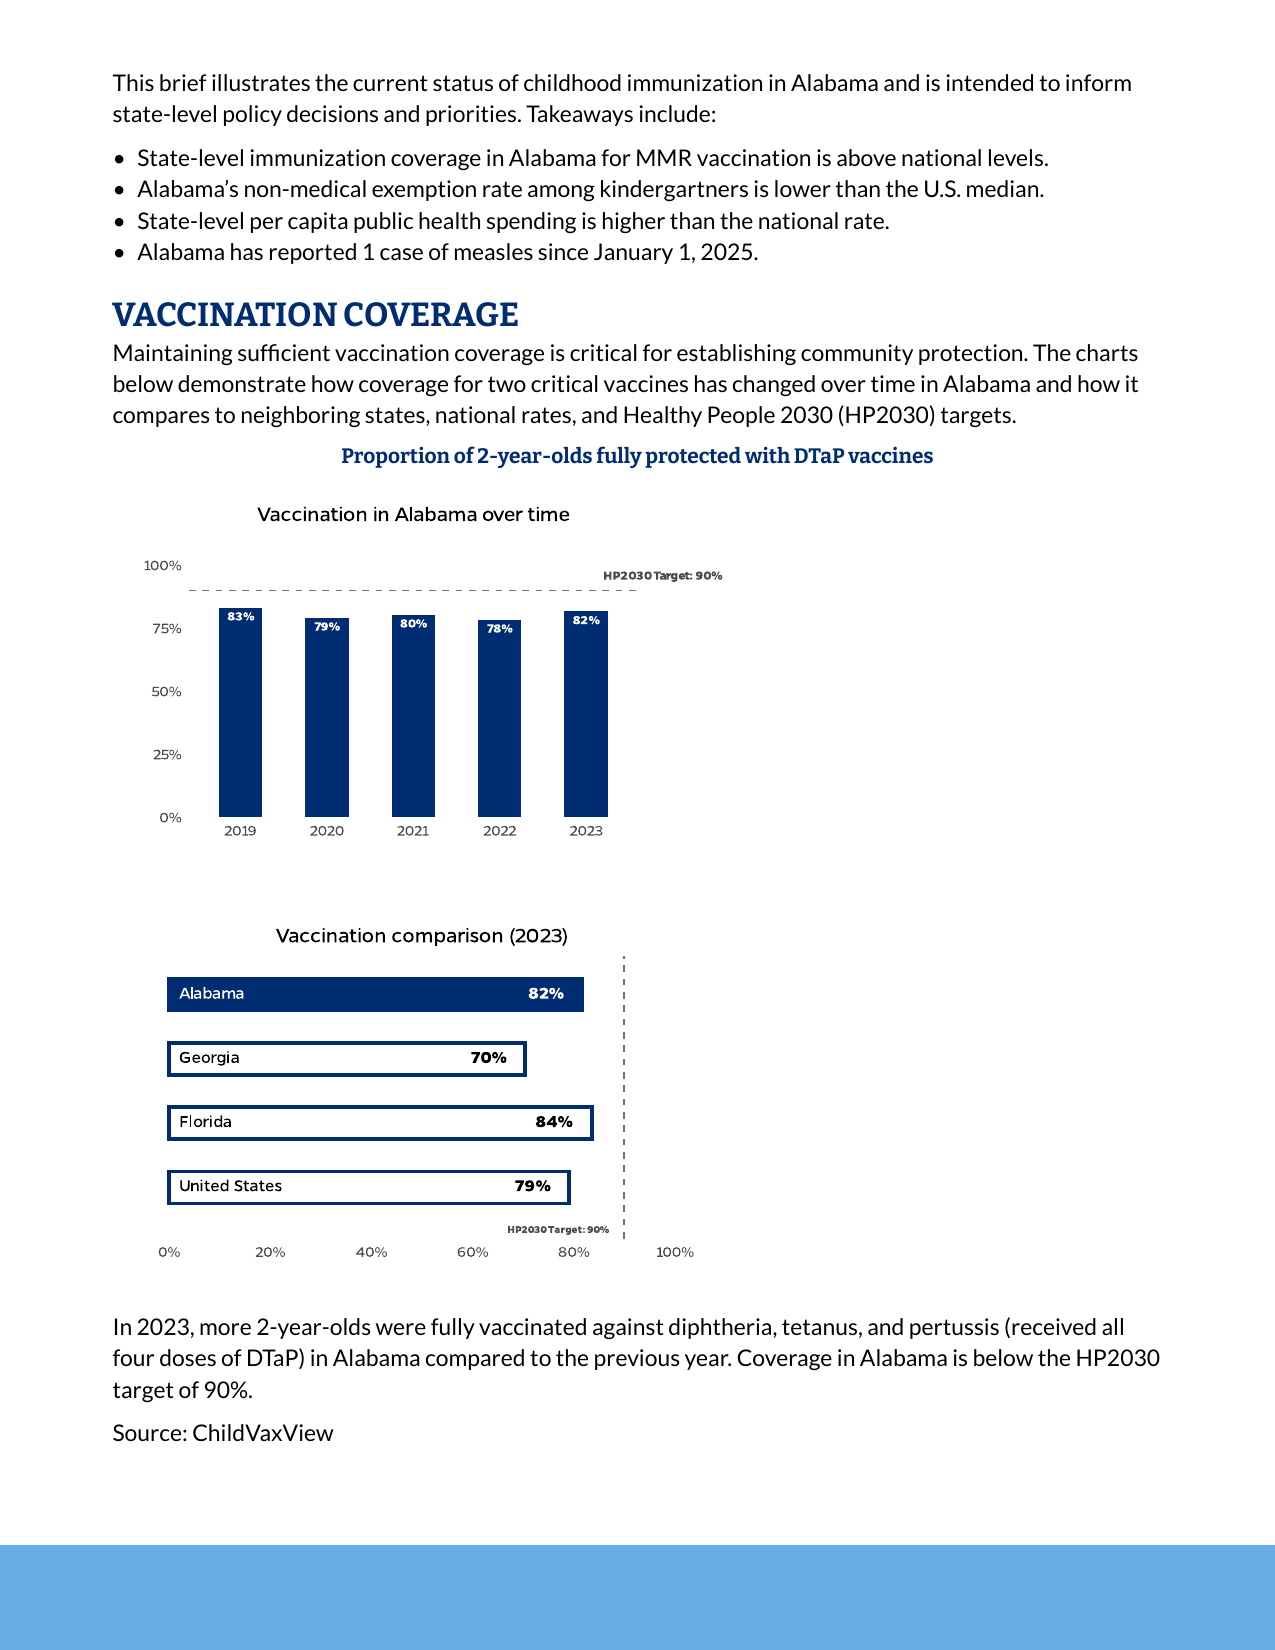 This brief illustrates the current status of childhood immunization in Alabama and is intended to inform
state-level policy decisions and priorities. Takeaways include:
• State-level immunization coverage in Alabama for MMR vaccination is above national levels.
• Alabama’s non-medical exemption rate among kindergartners is lower than the U.S. median.
• State-level per capita public health spending is higher than the national rate.
• Alabama has reported 1 case of measles since January 1, 2025.
VACCINATION COVERAGE
Maintaining sufficient vaccination coverage is critical for establishing community protection. The charts
below demonstrate how coverage for two critical vaccines has changed over time in Alabama and how it
compares to neighboring states, national rates, and Healthy People 2030 (HP2030) targets.
Proportion of 2-year-olds fully protected with DTaP vaccines
Vaccination in Alabama over time
100%
HP2030 Target: 90%
83% 79% 80% 78% 82%
75%
50%
25%
0%
2019 2020 2021 2022 2023
Vaccination comparison (2023)
Alabama 82%
Georgia 70%
Florida 84%
United States 79%
HP2030 Target: 90%
0% 20% 40% 60% 80% 100%
In 2023, more 2-year-olds were fully vaccinated against diphtheria, tetanus, and pertussis (received all
four doses of DTaP) in Alabama compared to the previous year. Coverage in Alabama is below the HP2030
target of 90%.
Source: ChildVaxView